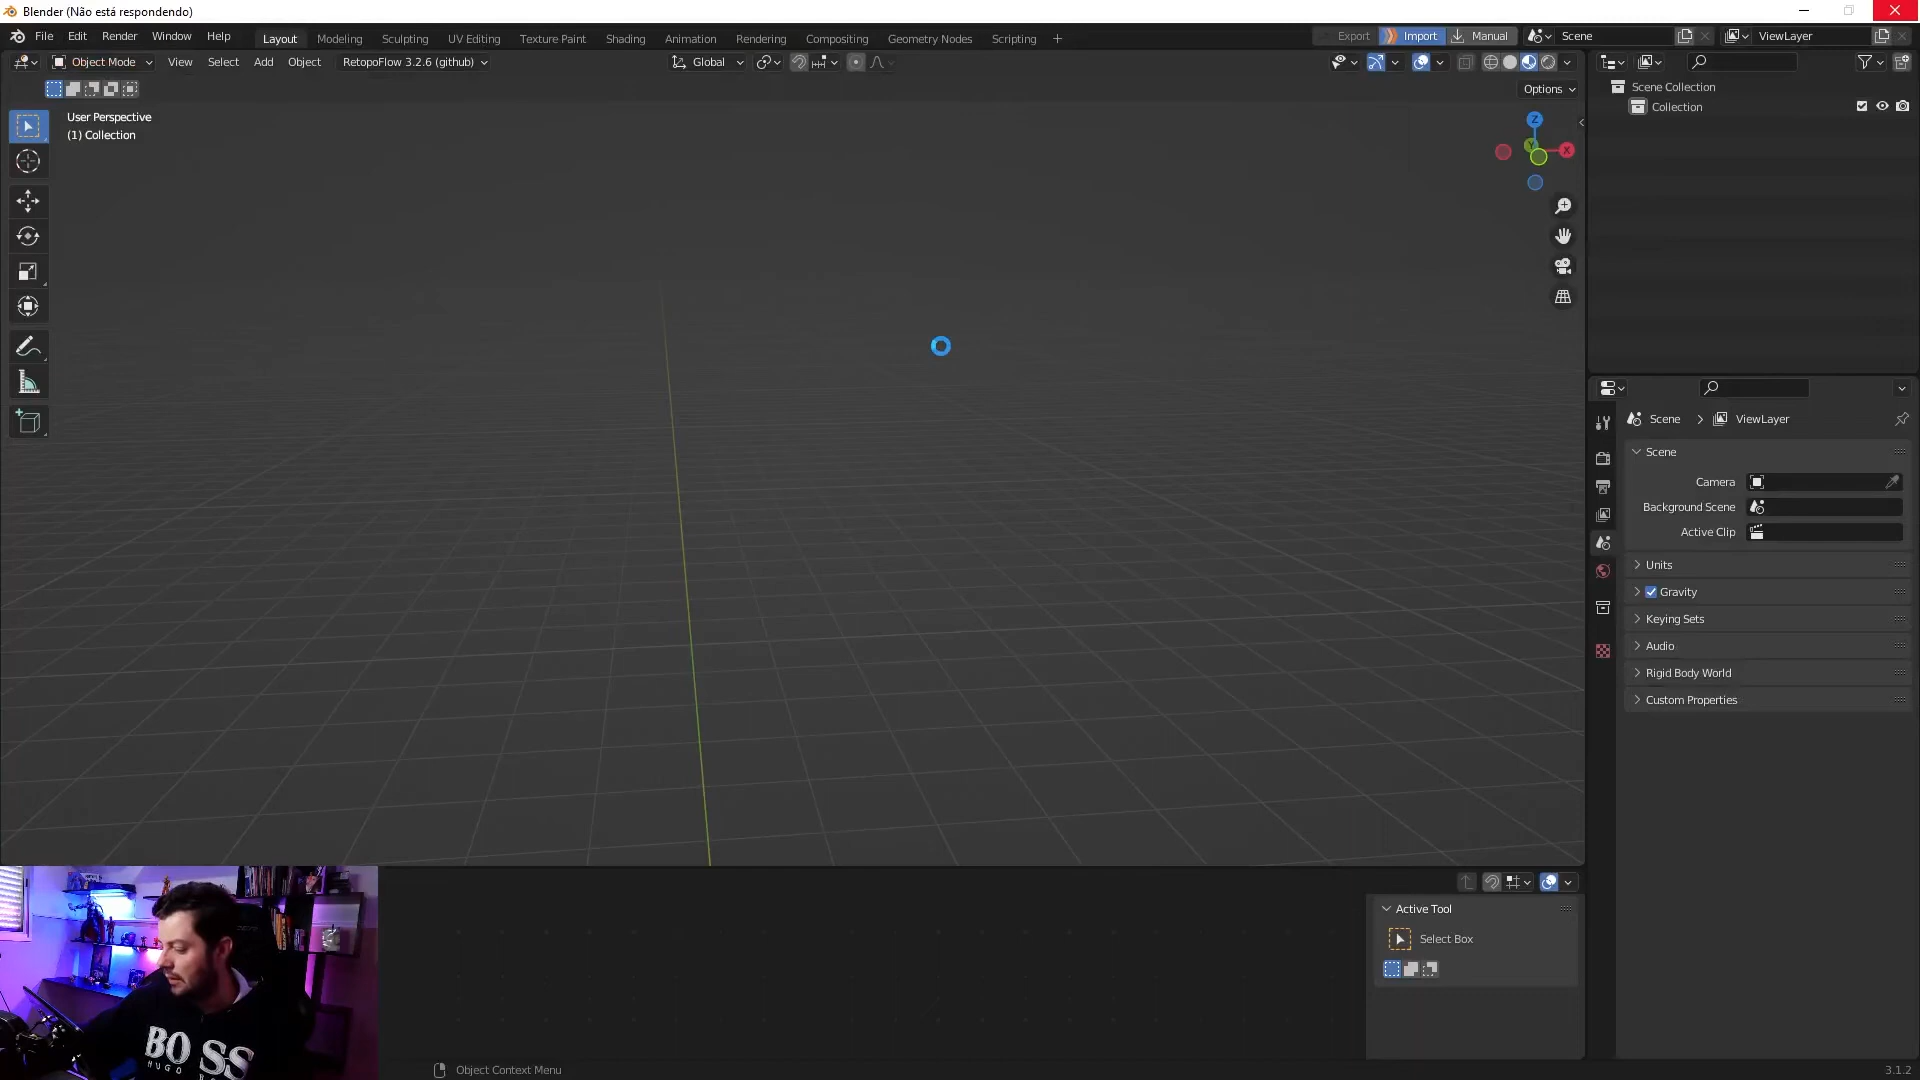 Blender (Não está respondendo)
File Edit Render Window Help Layout Modeling Sculpting UV Editing Texture Paint Shading Animation Rendering Compositing Geometry Nodes Scripting + Export Import Manual Scene ViewLayer
Object Mode View Select Add Object RetopoFlow 3.2.6 (github) Global
Options
User Perspective
(1) Collection
Z
Y
X
Scene Collection
Collection
Scene ViewLayer
Scene
Camera
Background Scene
Active Clip
Units
Gravity
Keying Sets
Audio
Rigid Body World
Custom Properties
Active Tool
Select Box
BOSS
HUGO
Object Context Menu
3.1.2